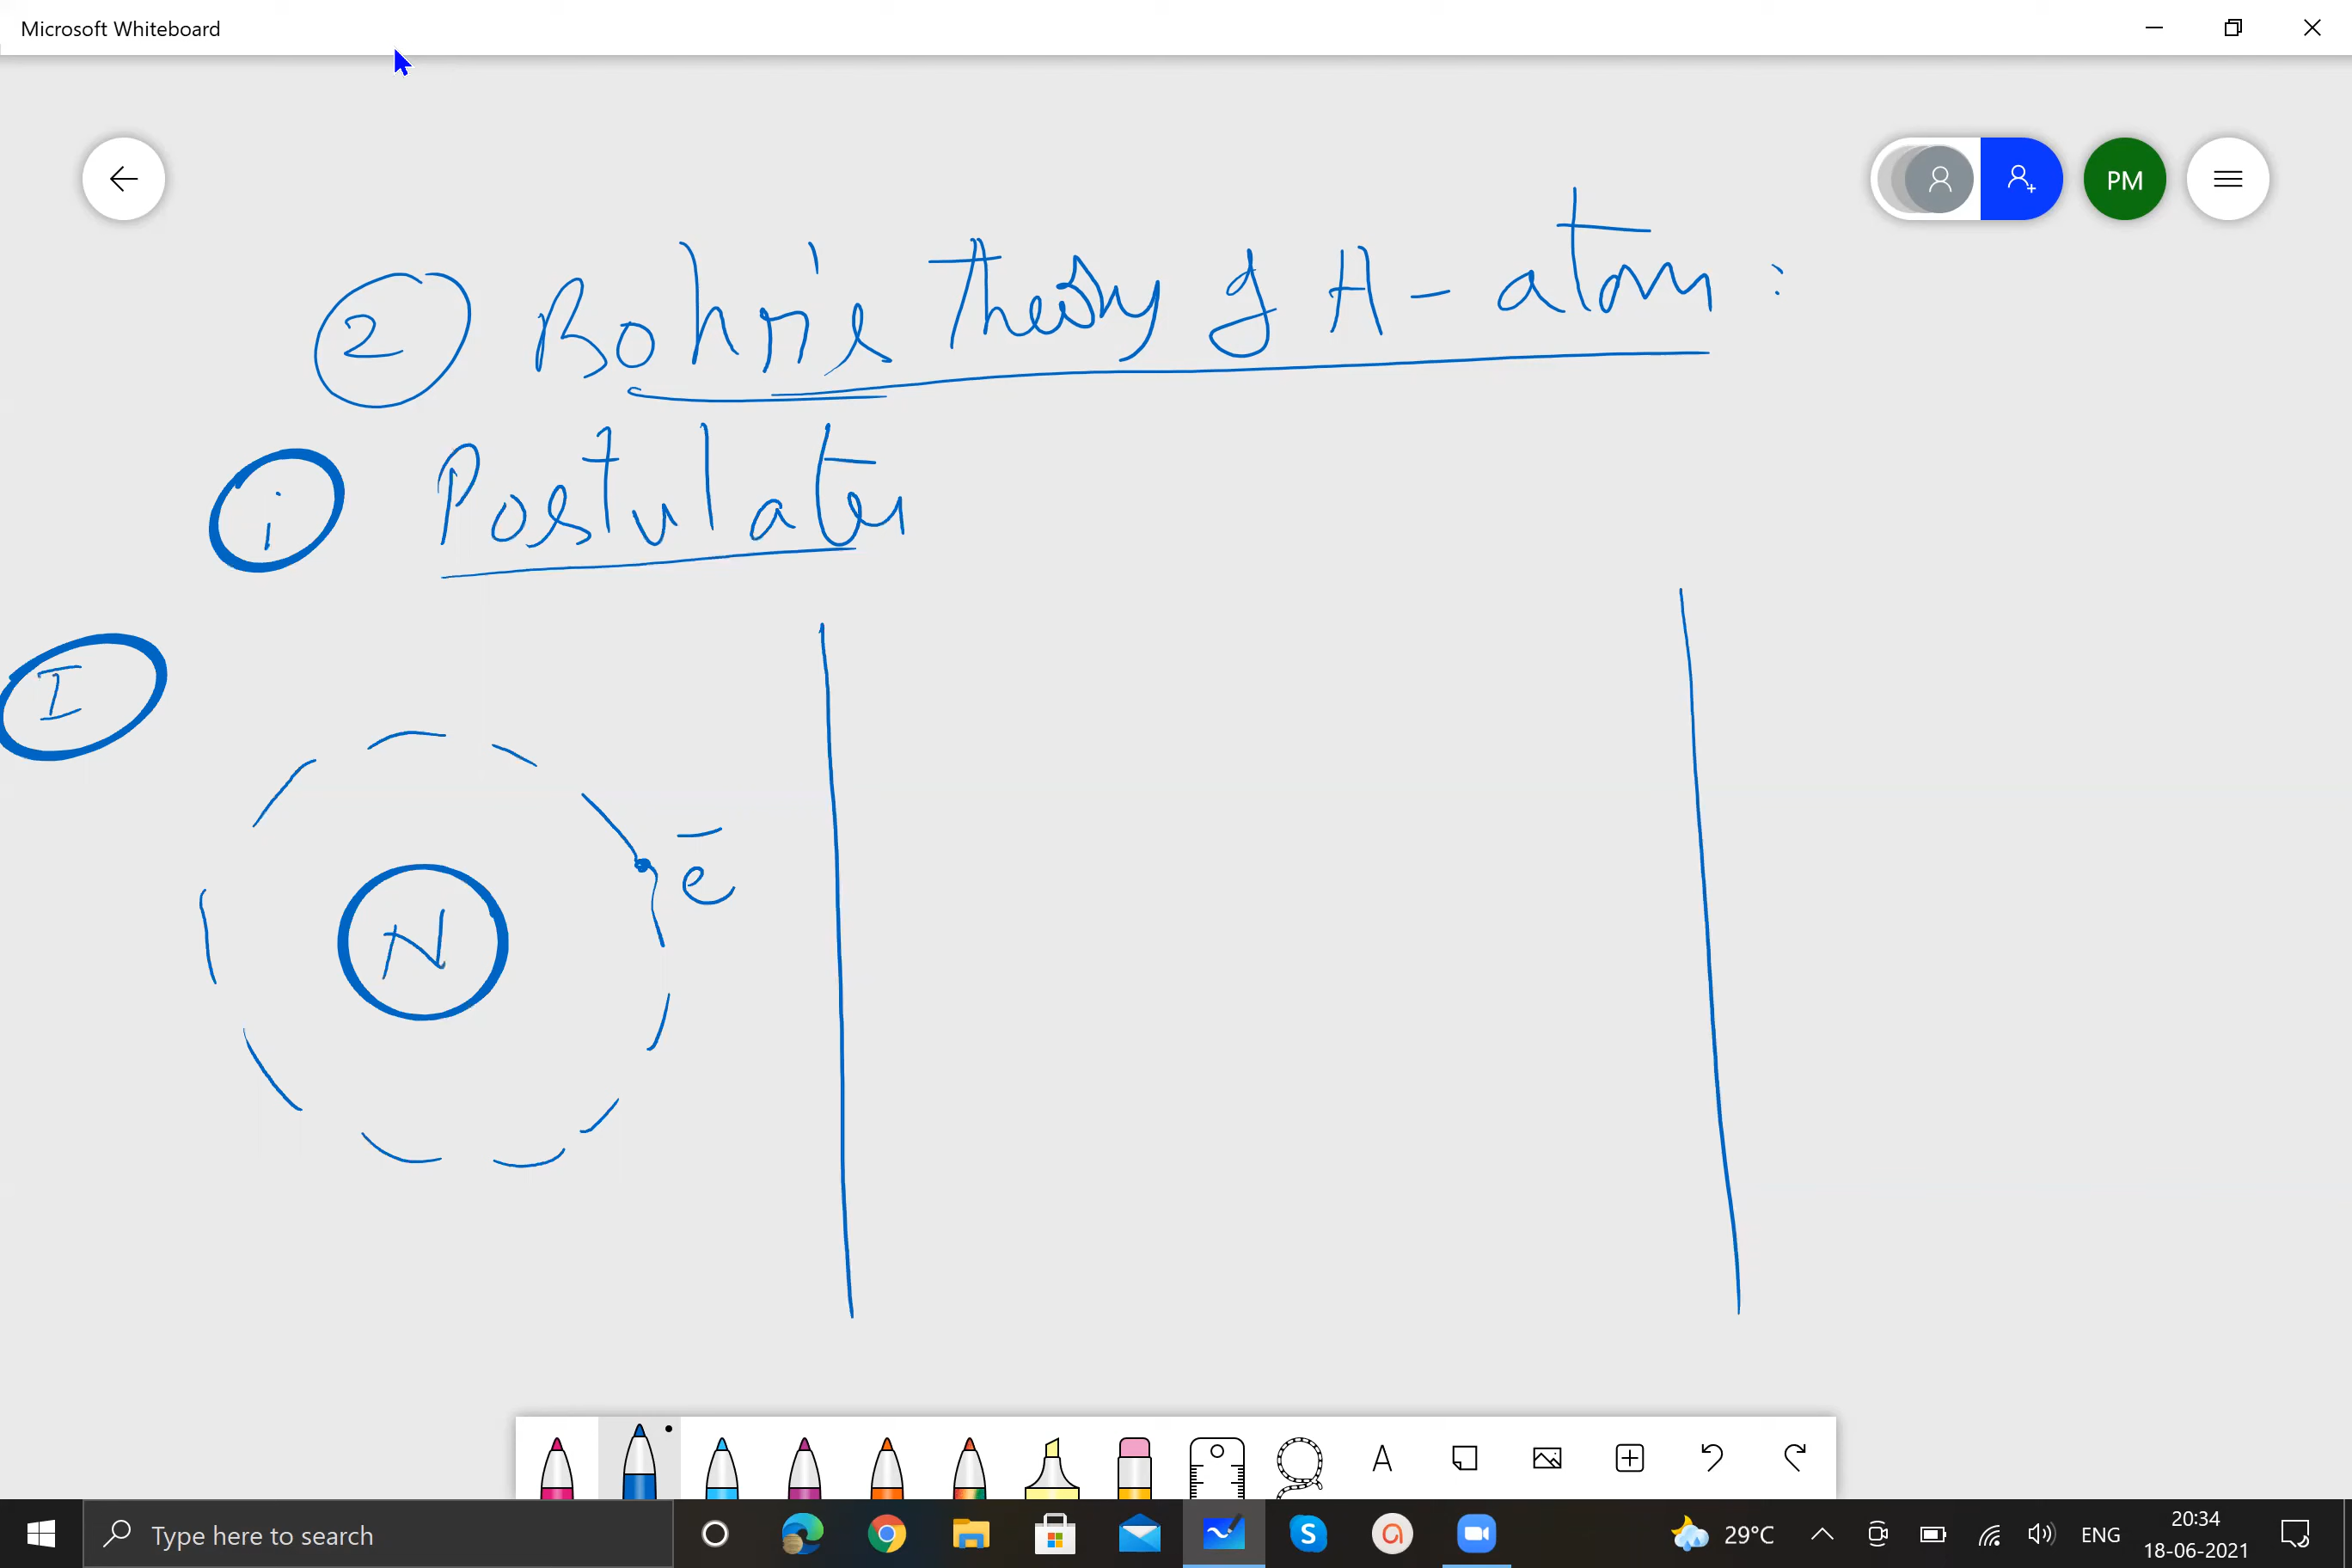 Microsoft Whiteboard
PM
2 Bohr's Theory of H - atom :
i Postulates
I
e
N
A
Type here to search
29°C
ENG
20:34
18-06-2021